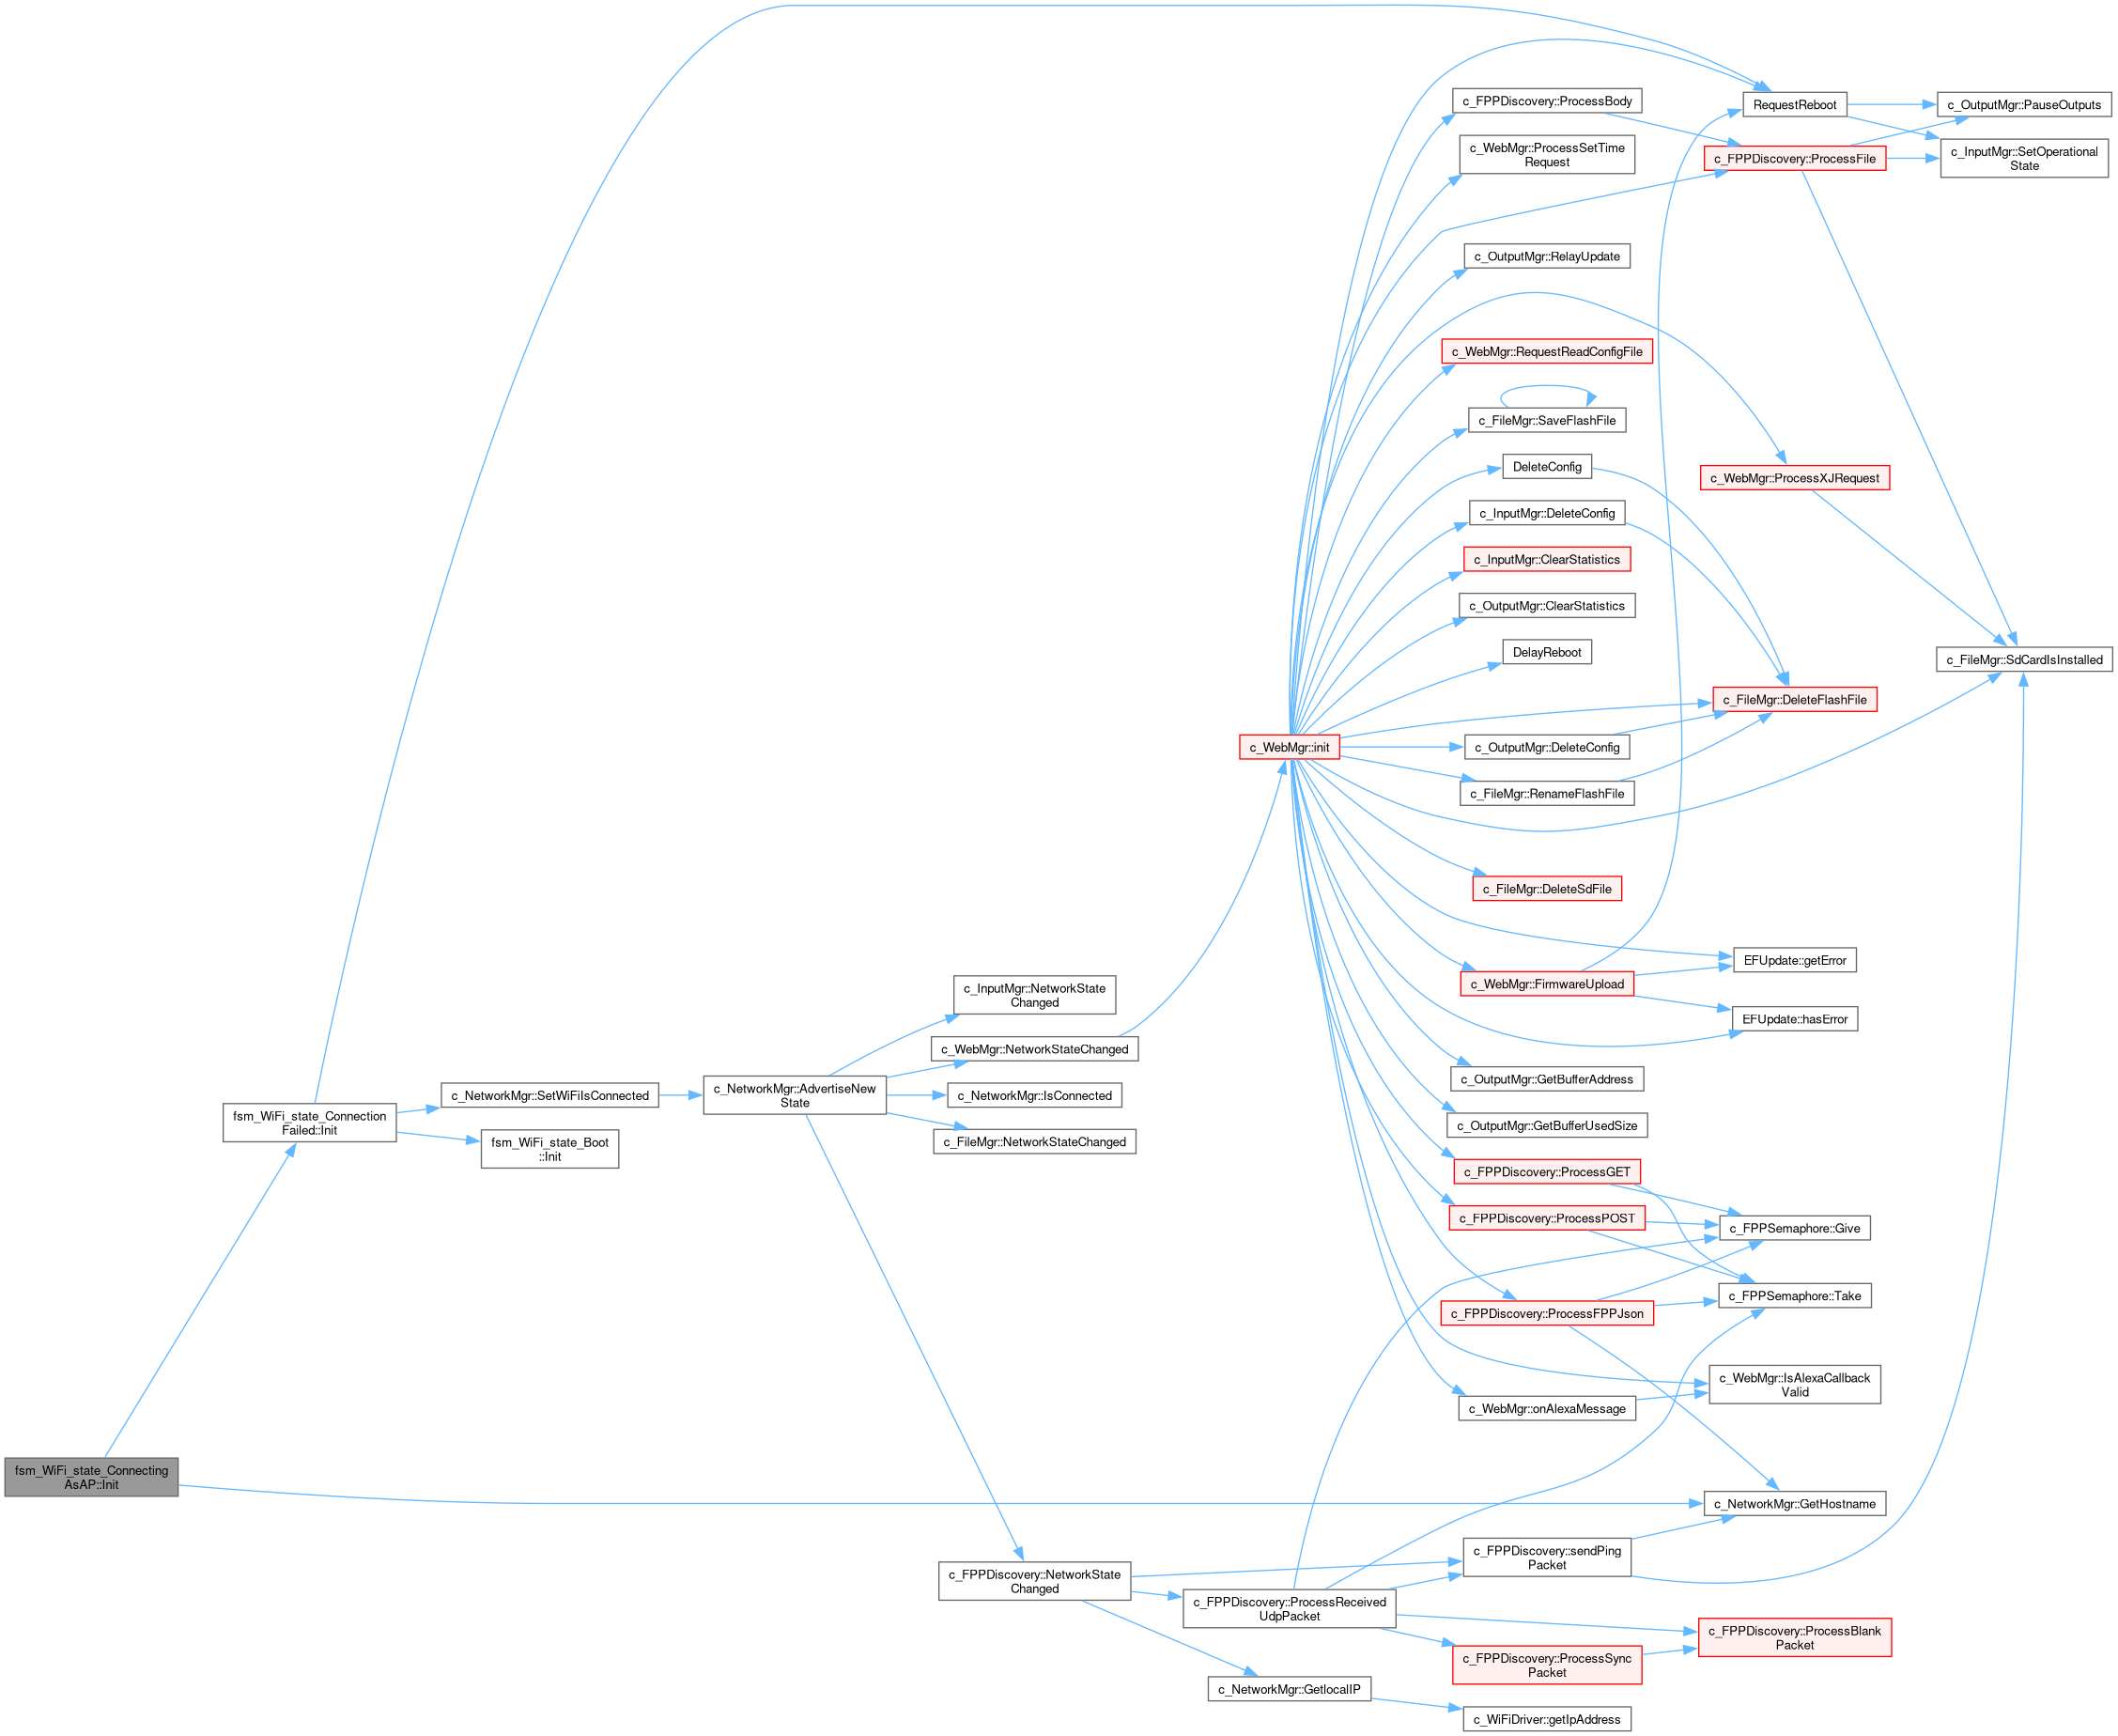 fsm_WiFi_state_Connecting
AsAP::Init
fsm_WiFi_state_Connection
Failed::Init
c_NetworkMgr::SetWiFiIsConnected
fsm_WiFi_state_Boot
::Init
c_NetworkMgr::AdvertiseNew
State
c_InputMgr::NetworkState
Changed
c_WebMgr::NetworkStateChanged
c_NetworkMgr::IsConnected
c_FileMgr::NetworkStateChanged
c_FPPDiscovery::NetworkState
Changed
c_FPPDiscovery::ProcessReceived
UdpPacket
c_NetworkMgr::GetlocalIP
c_WebMgr::init
c_FPPDiscovery::ProcessBody
c_WebMgr::ProcessSetTime
Request
c_OutputMgr::RelayUpdate
c_WebMgr::RequestReadConfigFile
c_FileMgr::SaveFlashFile
DeleteConfig
c_InputMgr::DeleteConfig
c_InputMgr::ClearStatistics
c_OutputMgr::ClearStatistics
DelayReboot
c_OutputMgr::DeleteConfig
c_FileMgr::RenameFlashFile
c_FileMgr::DeleteSdFile
c_WebMgr::FirmwareUpload
c_OutputMgr::GetBufferAddress
c_OutputMgr::GetBufferUsedSize
c_FPPDiscovery::ProcessGET
c_FPPDiscovery::ProcessPOST
c_FPPDiscovery::ProcessFPPJson
c_WebMgr::onAlexaMessage
c_FPPDiscovery::sendPing
Packet
c_FPPDiscovery::ProcessSync
Packet
c_WiFiDriver::getIpAddress
RequestReboot
c_FPPDiscovery::ProcessFile
c_WebMgr::ProcessXJRequest
c_FileMgr::DeleteFlashFile
EFUpdate::getError
EFUpdate::hasError
c_FPPSemaphore::Give
c_FPPSemaphore::Take
c_WebMgr::IsAlexaCallback
Valid
c_NetworkMgr::GetHostname
c_FPPDiscovery::ProcessBlank
Packet
c_OutputMgr::PauseOutputs
c_InputMgr::SetOperational
State
c_FileMgr::SdCardIsInstalled